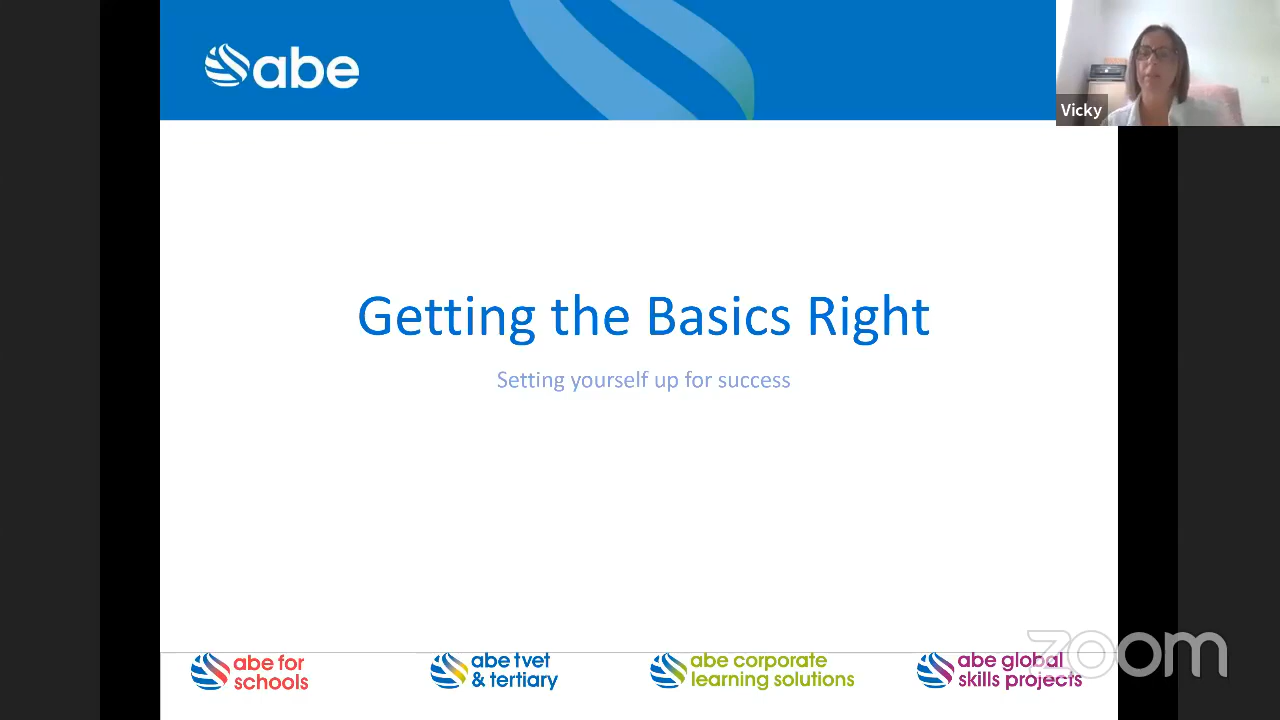 abe
Vicky
Getting the Basics Right
Setting yourself up for success
abe for
schools
abe tvet
& tertiary
abe corporate
learning solutions
abe global
skills projects
zoom